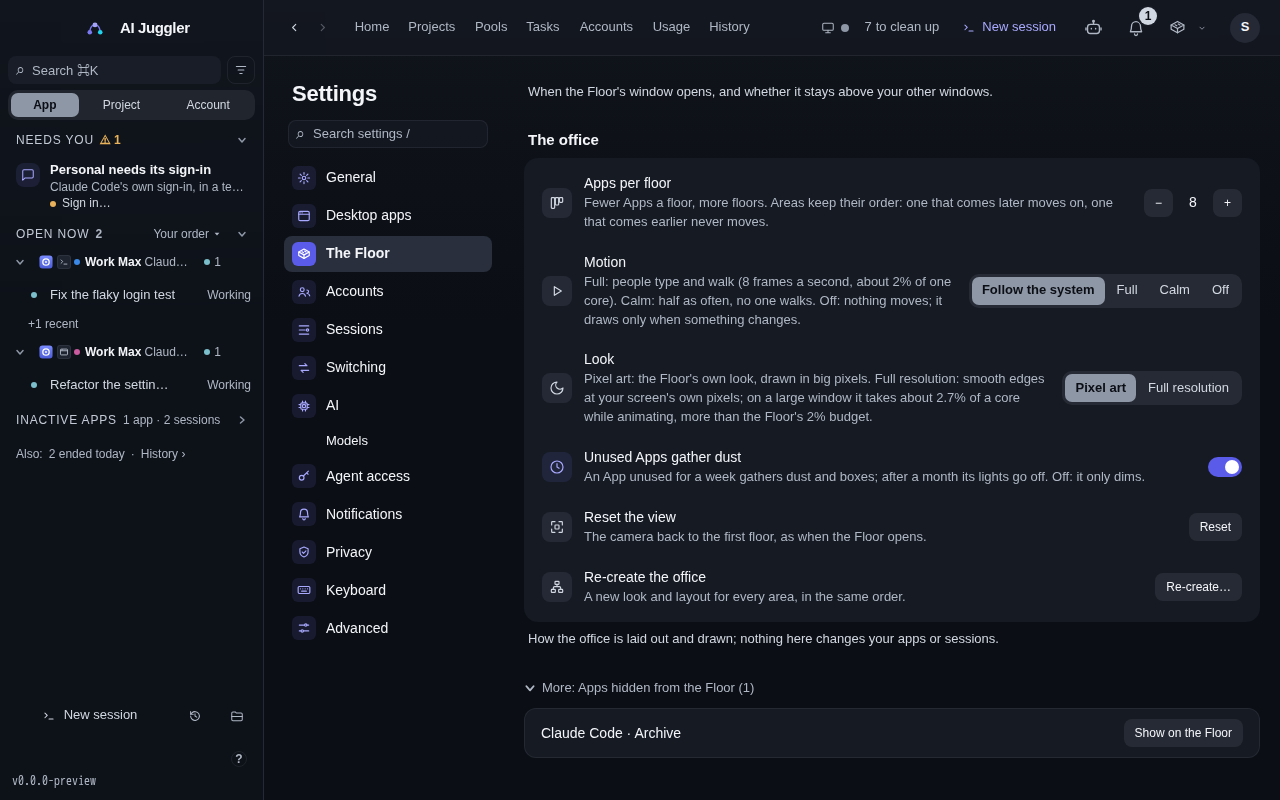 AI Juggler
Search ⌘K
App Project Account
NEEDS YOU 1
Personal needs its sign-in
Claude Code's own sign-in, in a te…
Sign in…
OPEN NOW 2 Your order
Work Max Claud… 1
Fix the flaky login test Working
+1 recent
Work Max Claud… 1
Refactor the settin… Working
INACTIVE APPS 1 app · 2 sessions
Also: 2 ended today · History ›
New session
?
v0.0.0-preview
Home Projects Pools Tasks Accounts Usage History
7 to clean up
New session
1
S
Settings
Search settings /
General
Desktop apps
The Floor
Accounts
Sessions
Switching
AI
Models
Agent access
Notifications
Privacy
Keyboard
Advanced
When the Floor's window opens, and whether it stays above your other windows.
The office
Apps per floor
Fewer Apps a floor, more floors. Areas keep their order: one that comes later moves on, one
that comes earlier never moves.
− 8 +
Motion
Full: people type and walk (8 frames a second, about 2% of one
core). Calm: half as often, no one walks. Off: nothing moves; it
draws only when something changes.
Follow the system Full Calm Off
Look
Pixel art: the Floor's own look, drawn in big pixels. Full resolution: smooth edges
at your screen's own pixels; on a large window it takes about 2.7% of a core
while animating, more than the Floor's 2% budget.
Pixel art Full resolution
Unused Apps gather dust
An App unused for a week gathers dust and boxes; after a month its lights go off. Off: it only dims.
Reset the view
The camera back to the first floor, as when the Floor opens.
Reset
Re-create the office
A new look and layout for every area, in the same order.
Re-create…
How the office is laid out and drawn; nothing here changes your apps or sessions.
More: Apps hidden from the Floor (1)
Claude Code · Archive
Show on the Floor